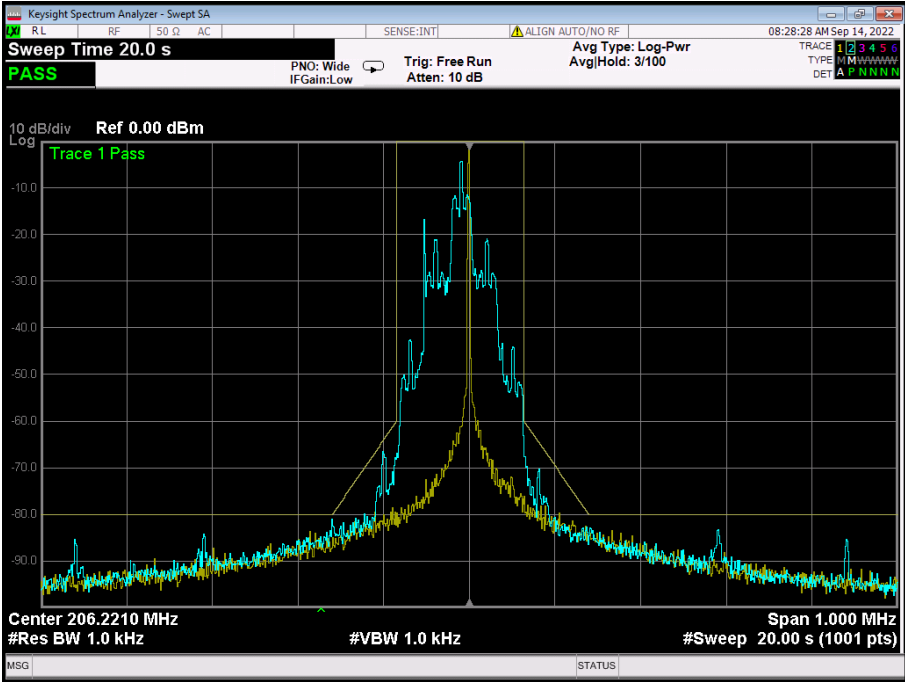 Keysight Spectrum Analyzer - Swept SA
LXI RL RF 50 Ω AC SENSE:INT ALIGN AUTO/NO RF 08:28:28 AM Sep 14, 2022
Sweep Time 20.0 s
PASS
PNO: Wide
IFGain:Low
Trig: Free Run
Atten: 10 dB
Avg Type: Log-Pwr
Avg|Hold: 3/100
TRACE 1 2 3 4 5 6
TYPE M M W W W W
DET A P N N N N
10 dB/div Ref 0.00 dBm
Log
Trace 1 Pass
-10.0
-20.0
-30.0
-40.0
-50.0
-60.0
-70.0
-80.0
-90.0
Center 206.2210 MHz Span 1.000 MHz
#Res BW 1.0 kHz #VBW 1.0 kHz #Sweep 20.00 s (1001 pts)
MSG STATUS